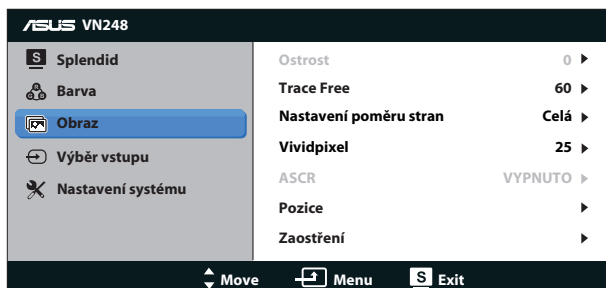 ASUS VN248
S Splendid
Barva
Obraz
Výběr vstupu
Nastavení systému
Ostrost 0
Trace Free 60
Nastavení poměru stran Celá
Vividpixel 25
ASCR VYPNUTO
Pozice
Zaostření
Move Menu S Exit